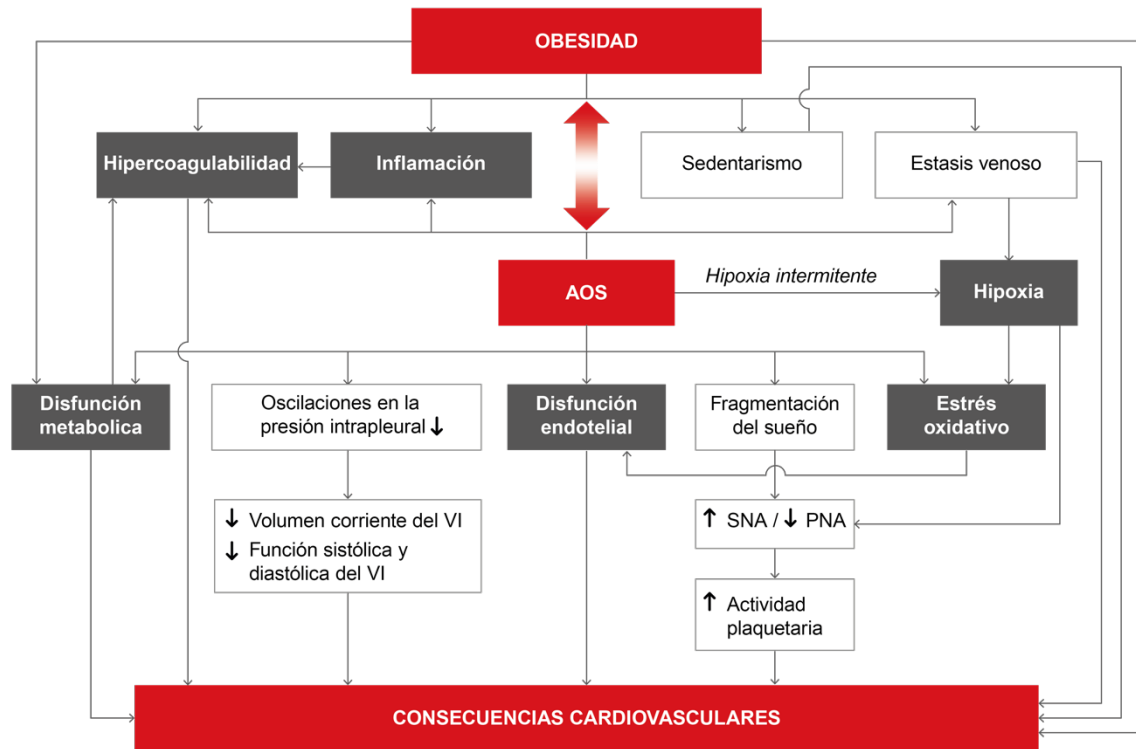 OBESIDAD
Hipercoagulabilidad
Inflamación
Sedentarismo
Estasis venoso
AOS
Hipoxia intermitente
Hipoxia
Disfunción
metabolica
Oscilaciones en la
presión intrapleural ↓
Disfunción
endotelial
Fragmentación
del sueño
Estrés
oxidativo
↓ Volumen corriente del VI
↓ Función sistólica y
diastólica del VI
↑ SNA / ↓ PNA
↑ Actividad
plaquetaria
CONSECUENCIAS CARDIOVASCULARES